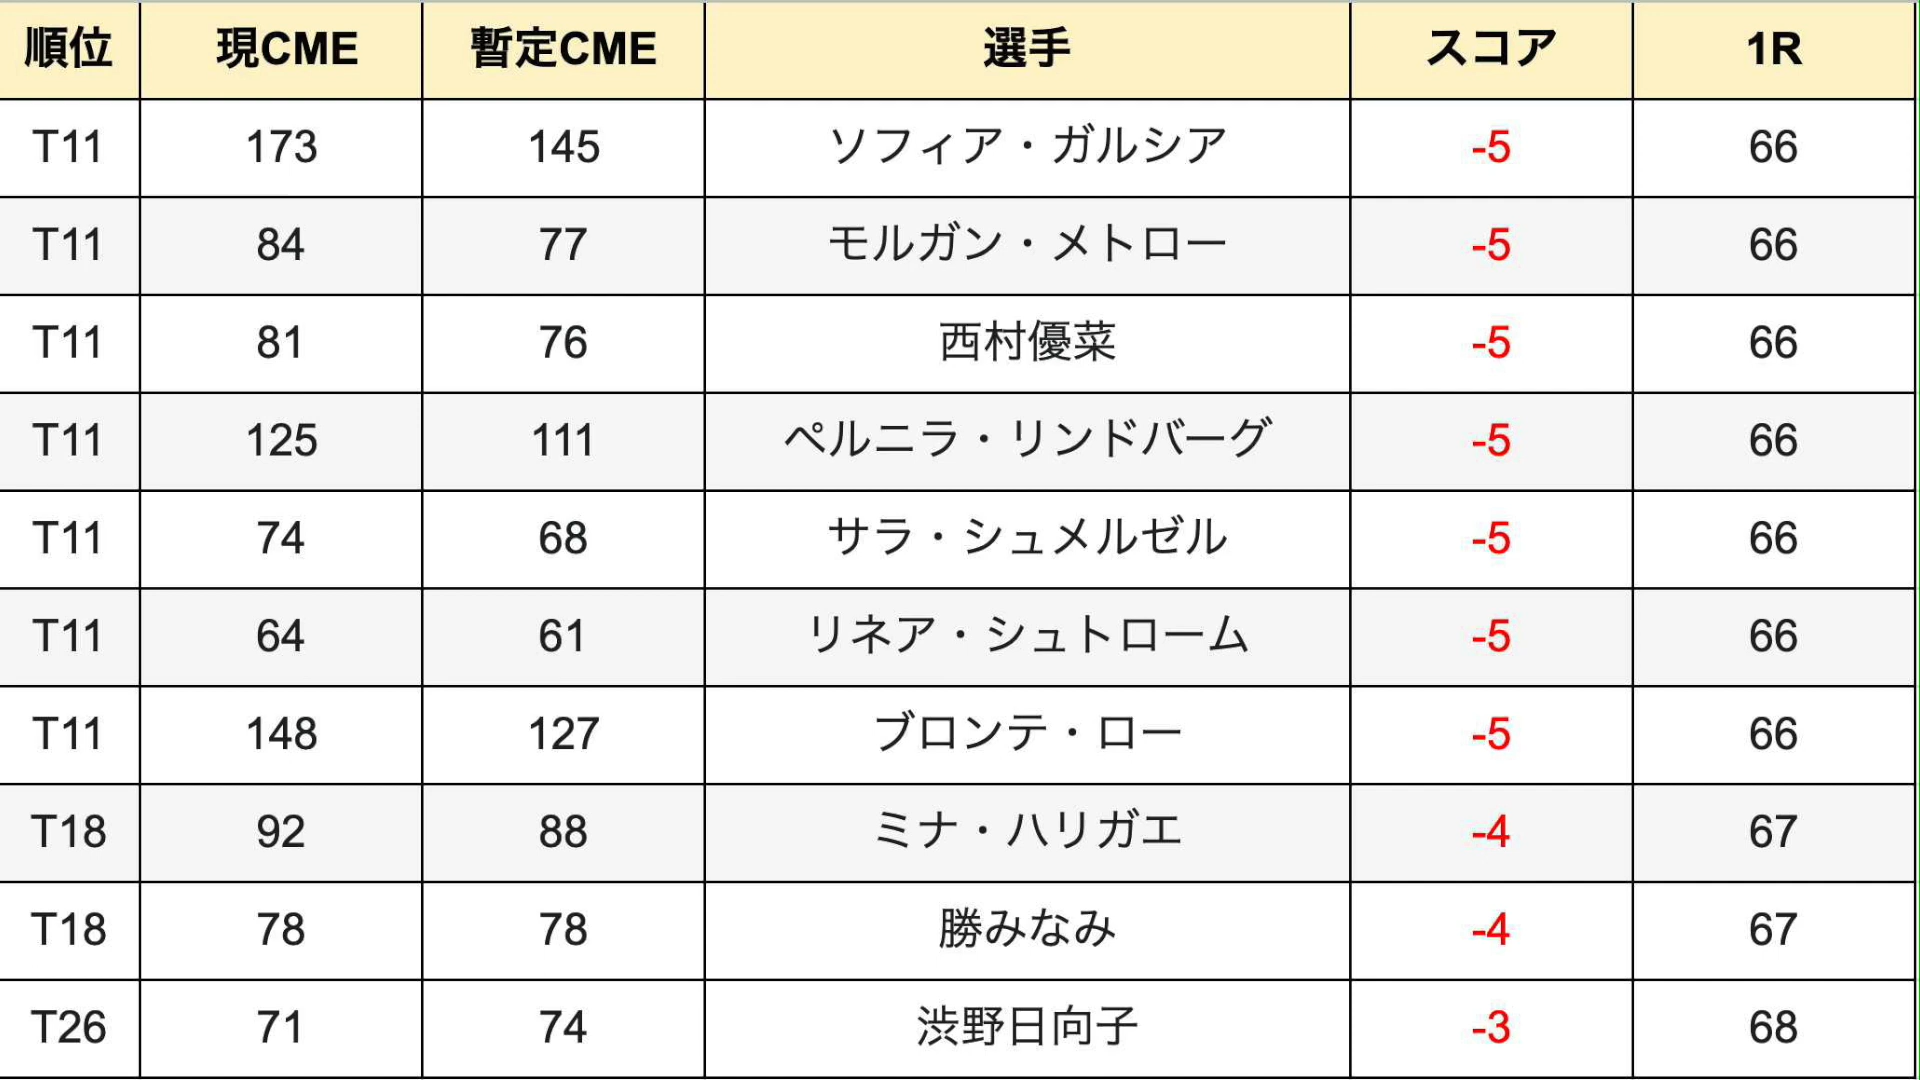 順位 現CME 暫定CME 選手 スコア 1R
T11 173 145 ソフィア・ガルシア -5 66
T11 84 77 モルガン・メトロー -5 66
T11 81 76 西村優菜 -5 66
T11 125 111 ペルニラ・リンドバーグ -5 66
T11 74 68 サラ・シュメルゼル -5 66
T11 64 61 リネア・シュトローム -5 66
T11 148 127 ブロンテ・ロー -5 66
T18 92 88 ミナ・ハリガエ -4 67
T18 78 78 勝みなみ -4 67
T26 71 74 渋野日向子 -3 68